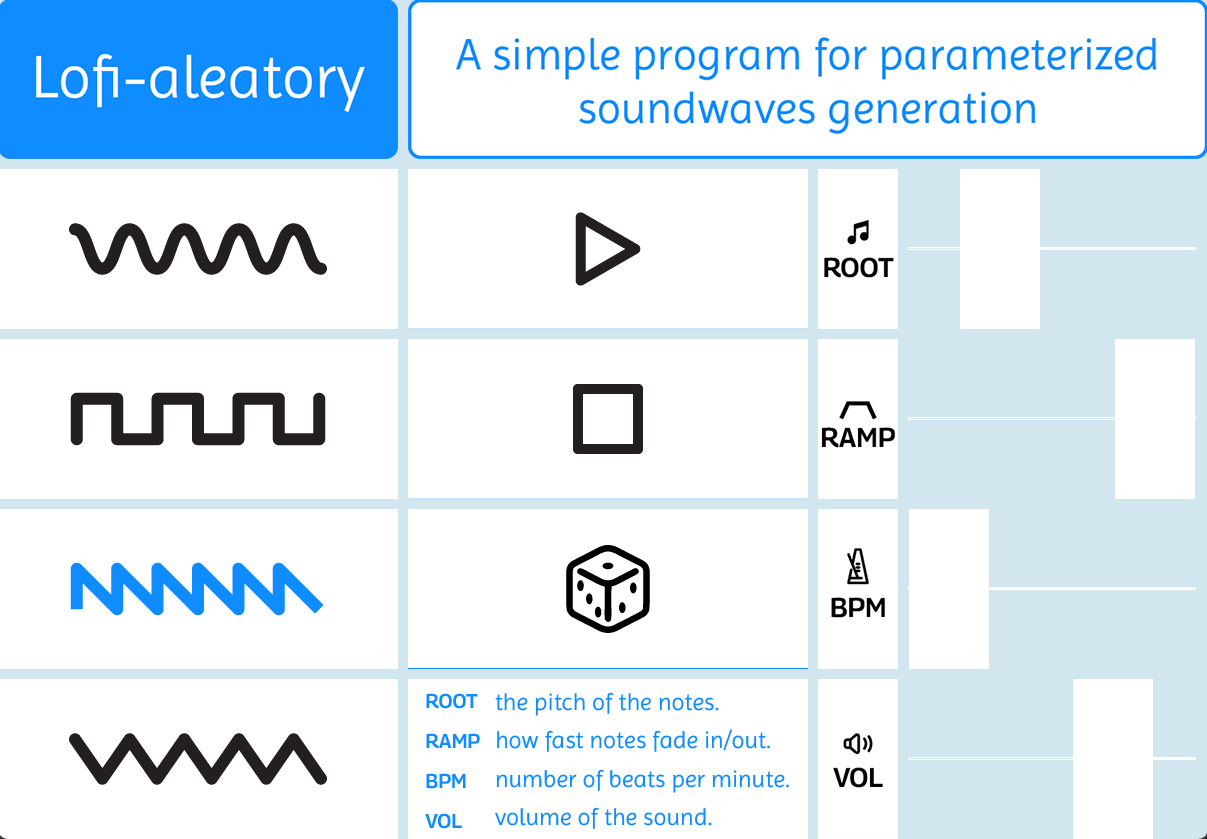 Lofi-aleatory
A simple program for parameterized
soundwaves generation
ROOT
RAMP
BPM
ROOT the pitch of the notes.
RAMP how fast notes fade in/out.
BPM number of beats per minute.
VOL volume of the sound.
VOL